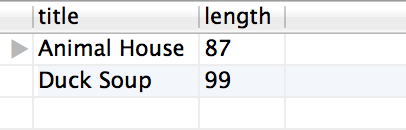 title length
Animal House 87
Duck Soup 99